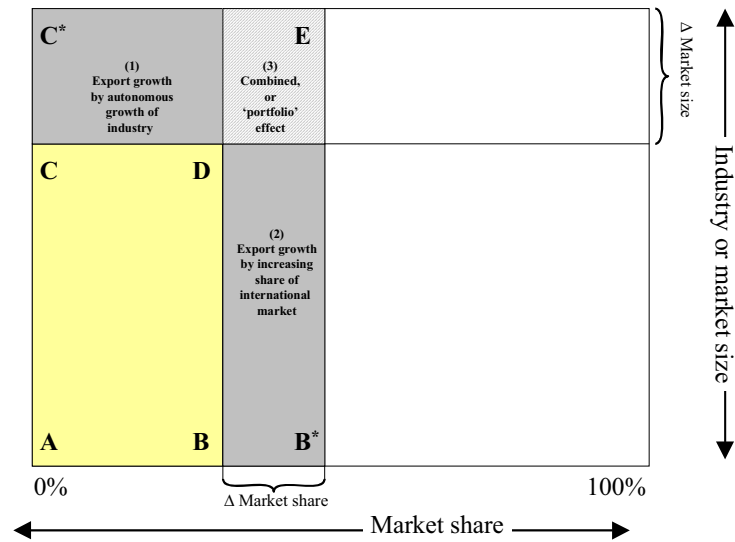 C*
E
(1)
Export growth
by autonomous
growth of
industry
(3)
Combined,
or
‘portfolio’
effect
Δ Market size
C
D
(2)
Export growth
by increasing
share of
international
market
Industry or market size
A
B
B*
0%
100%
Δ Market share
Market share